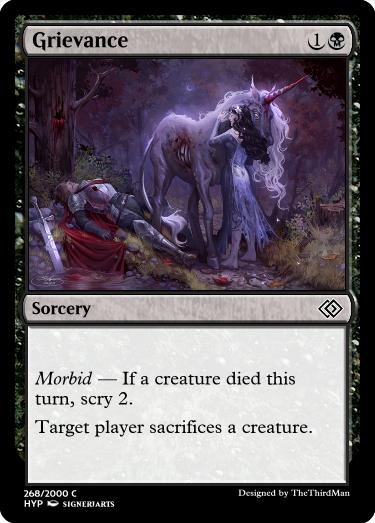 Grievance 1
Sorcery
Morbid — If a creature died this
turn, scry 2.
Target player sacrifices a creature.
268/2000 C
HYP SIGNERJARTS Designed by TheThirdMan